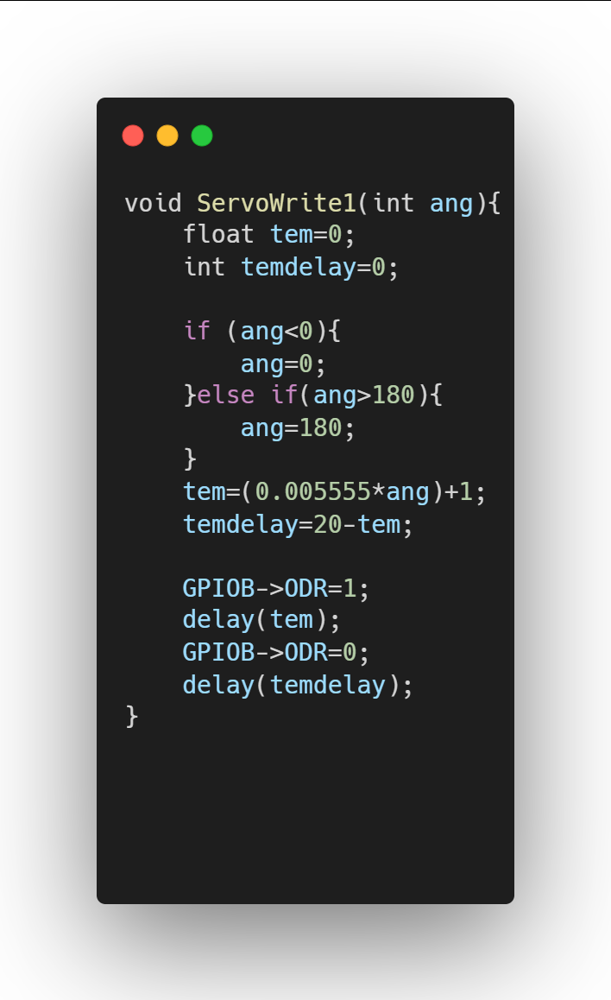 void ServoWrite1(int ang){
    float tem=0;
    int temdelay=0;

    if (ang<0){
        ang=0;
    }else if(ang>180){
        ang=180;
    }
    tem=(0.005555*ang)+1;
    temdelay=20-tem;

    GPIOB->ODR=1;
    delay(tem);
    GPIOB->ODR=0;
    delay(temdelay);
}